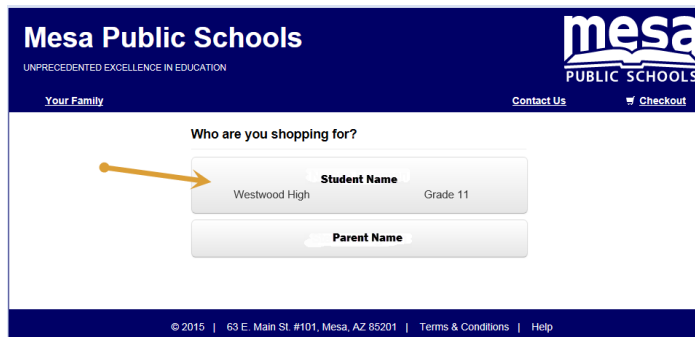 Mesa Public Schools
UNPRECEDENTED EXCELLENCE IN EDUCATION
mesa
PUBLIC SCHOOLS
Your Family
Contact Us
Checkout
Who are you shopping for?
Student Name
Westwood High Grade 11
Parent Name
© 2015 | 63 E. Main St. #101, Mesa, AZ 85201 | Terms & Conditions | Help